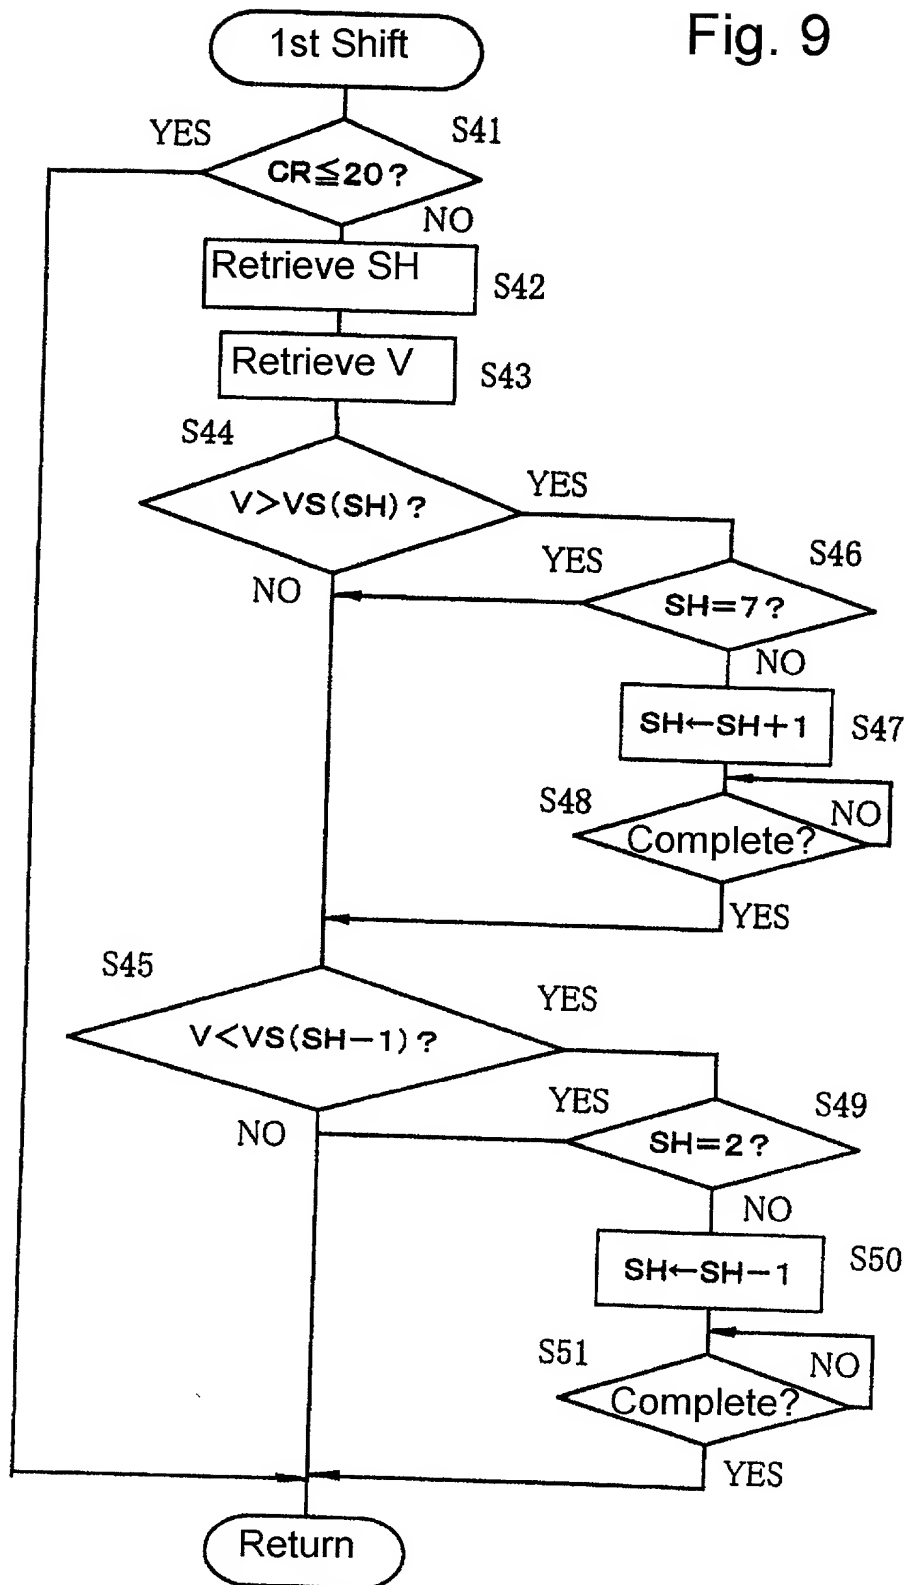 Fig. 9
1st Shift
YES
S41
CR≦20?
NO
Retrieve SH
S42
Retrieve V
S43
S44
V>VS(SH)?
YES
S46
YES
NO
SH=7?
NO
SH←SH+1
S47
S48
NO
Complete?
YES
S45
YES
V<VS(SH-1)?
YES
S49
NO
SH=2?
NO
SH←SH-1
S50
S51
NO
Complete?
YES
Return